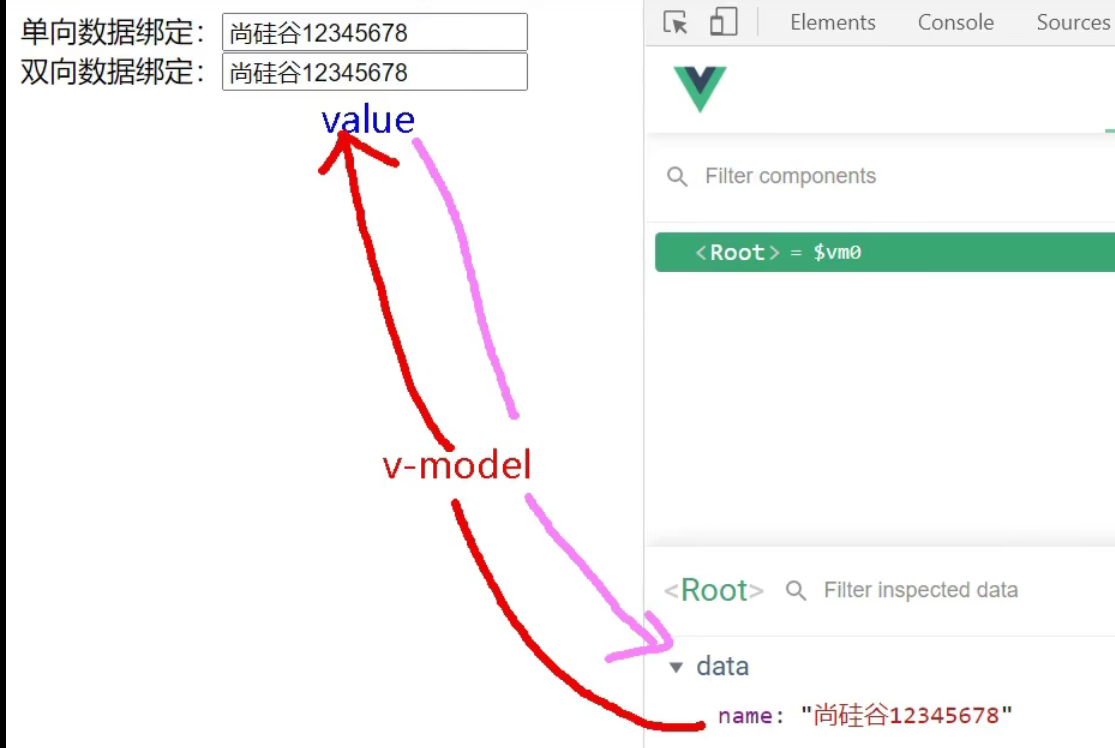 单向数据绑定： 尚硅谷12345678
双向数据绑定： 尚硅谷12345678
value
v-model
Elements Console Sources
Filter components
<Root> = $vm0
<Root> Filter inspected data
data
name: "尚硅谷12345678"